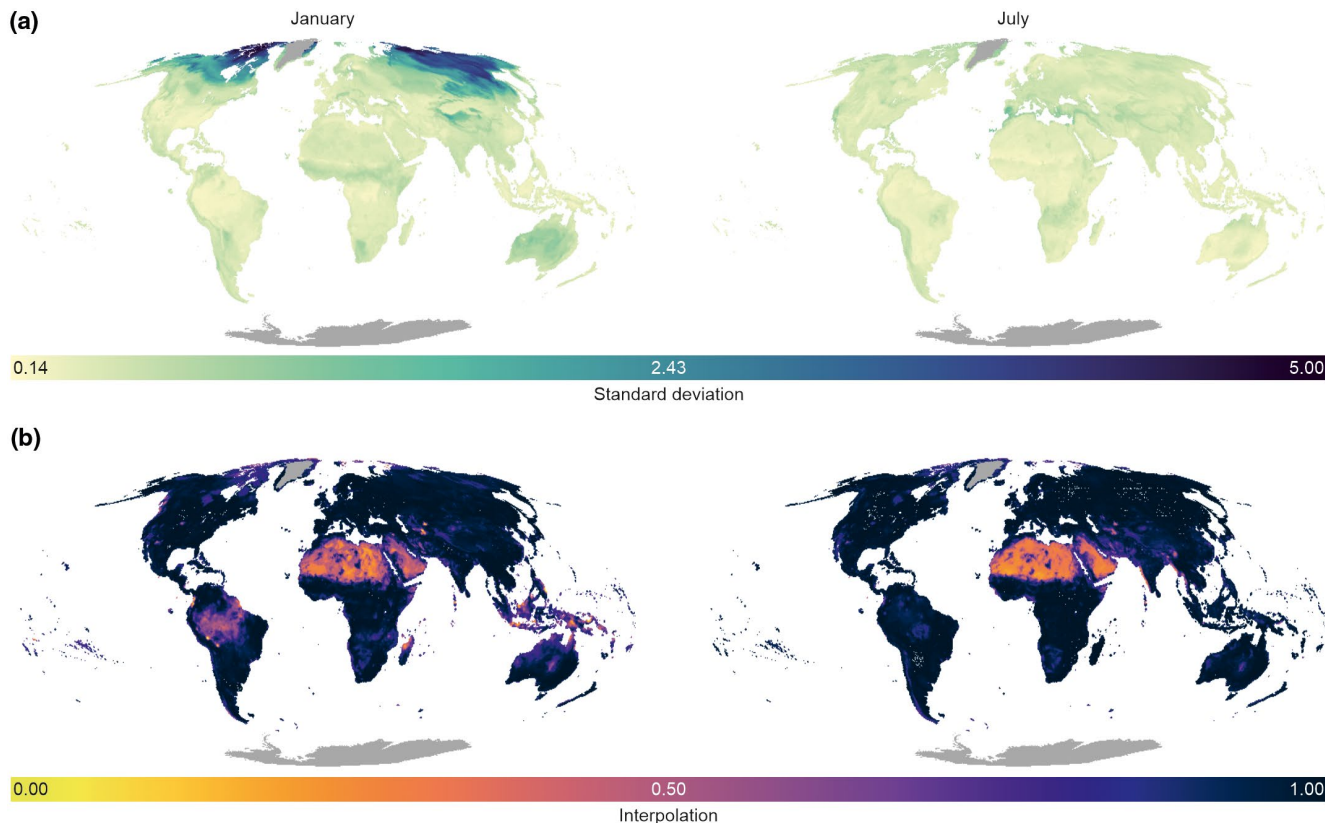 (a)
January
July
0.14
2.43
5.00
Standard deviation
(b)
0.00
0.50
1.00
Interpolation